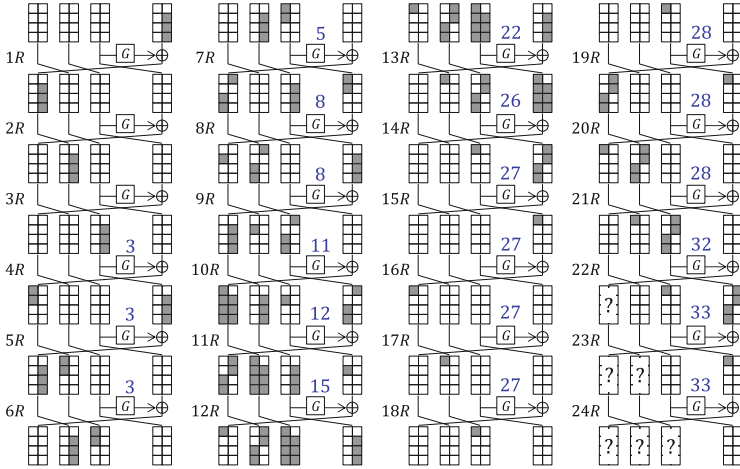 5 22 28
1R G 7R G 13R G 19R G
8 26 28
2R G 8R G 14R G 20R G
8 27 28
3R G 9R G 15R G 21R G
3 11 27 32
4R G 10R G 16R G 22R G
3 12 27 ? 33
5R G 11R G 17R G 23R G
3 15 27 ? ? 33
6R G 12R G 18R G 24R G
? ? ?